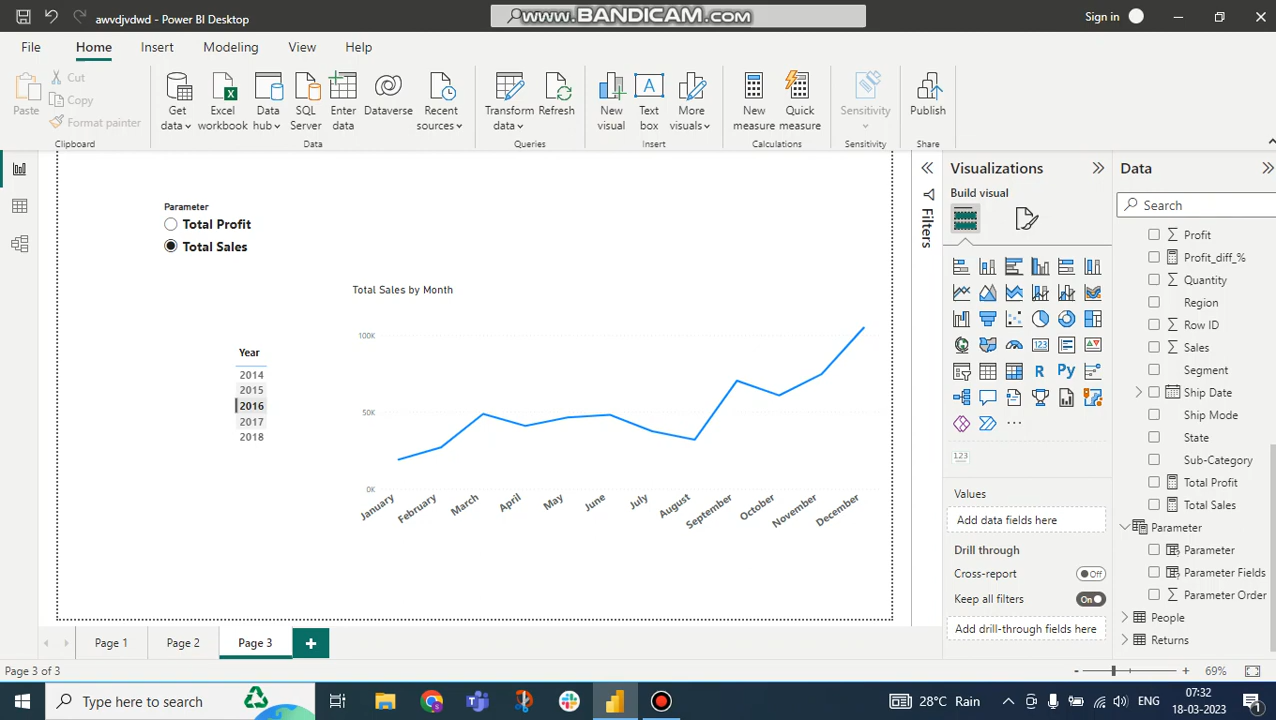 awvdjvdwd - Power BI Desktop
www.BANDICAM.com
Sign in
File
Home
Insert
Modeling
View
Help
Paste
Cut
Copy
Format painter
Clipboard
Get data
Excel workbook
Data hub
SQL Server
Enter data
Dataverse
Recent sources
Data
Transform data
Refresh
Queries
New visual
Text box
More visuals
Insert
New measure
Quick measure
Calculations
Sensitivity
Sensitivity
Publish
Share
Parameter
Total Profit
Total Sales
Total Sales by Month
100K
50K
0K
January
February
March
April
May
June
July
August
September
October
November
December
Year
2014
2015
2016
2017
2018
Filters
Visualizations
Build visual
123
R
Py
123
Values
Add data fields here
Drill through
Cross-report
Off
Keep all filters
On
Add drill-through fields here
Data
Search
Profit
Profit_diff_%
Quantity
Region
Row ID
Sales
Segment
Ship Date
Ship Mode
State
Sub-Category
Total Profit
Total Sales
Parameter
Parameter
Parameter Fields
Parameter Order
People
Returns
Page 1
Page 2
Page 3
Page 3 of 3
- + 69%
Type here to search
28°C Rain
ENG
07:32
18-03-2023
1